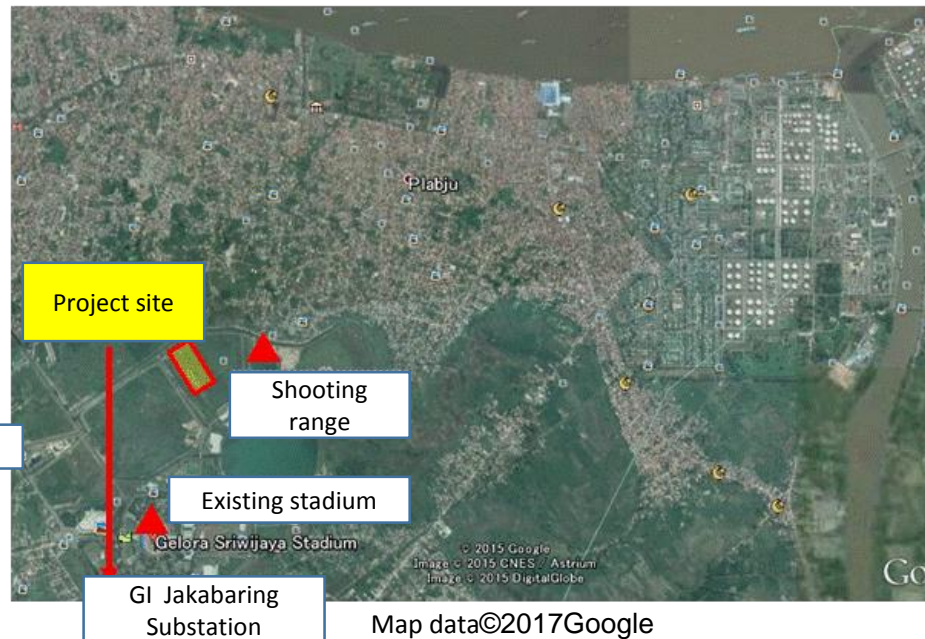 Plabju
Project site
Shooting
range
Existing stadium
Gelora Sriwijaya Stadium
© 2015 Google
Image © 2015 CNES / Astrium
Image © 2015 DigitalGlobe
Go
GI Jakabaring
Substation
Map data©2017Google